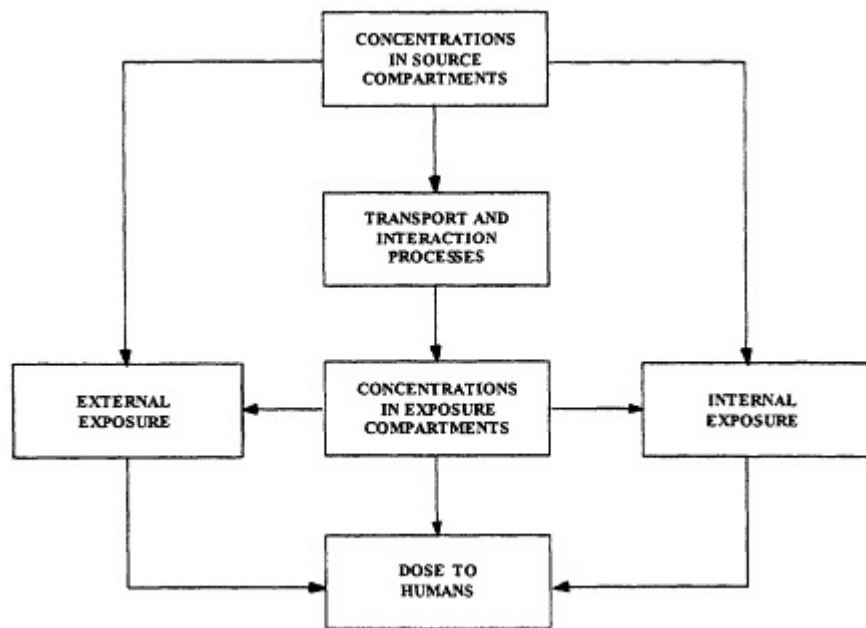 CONCENTRATIONS
IN SOURCE
COMPARTMENTS
TRANSPORT AND
INTERACTION
PROCESSES
EXTERNAL
EXPOSURE
CONCENTRATIONS
IN EXPOSURE
COMPARTMENTS
INTERNAL
EXPOSURE
DOSE TO
HUMANS